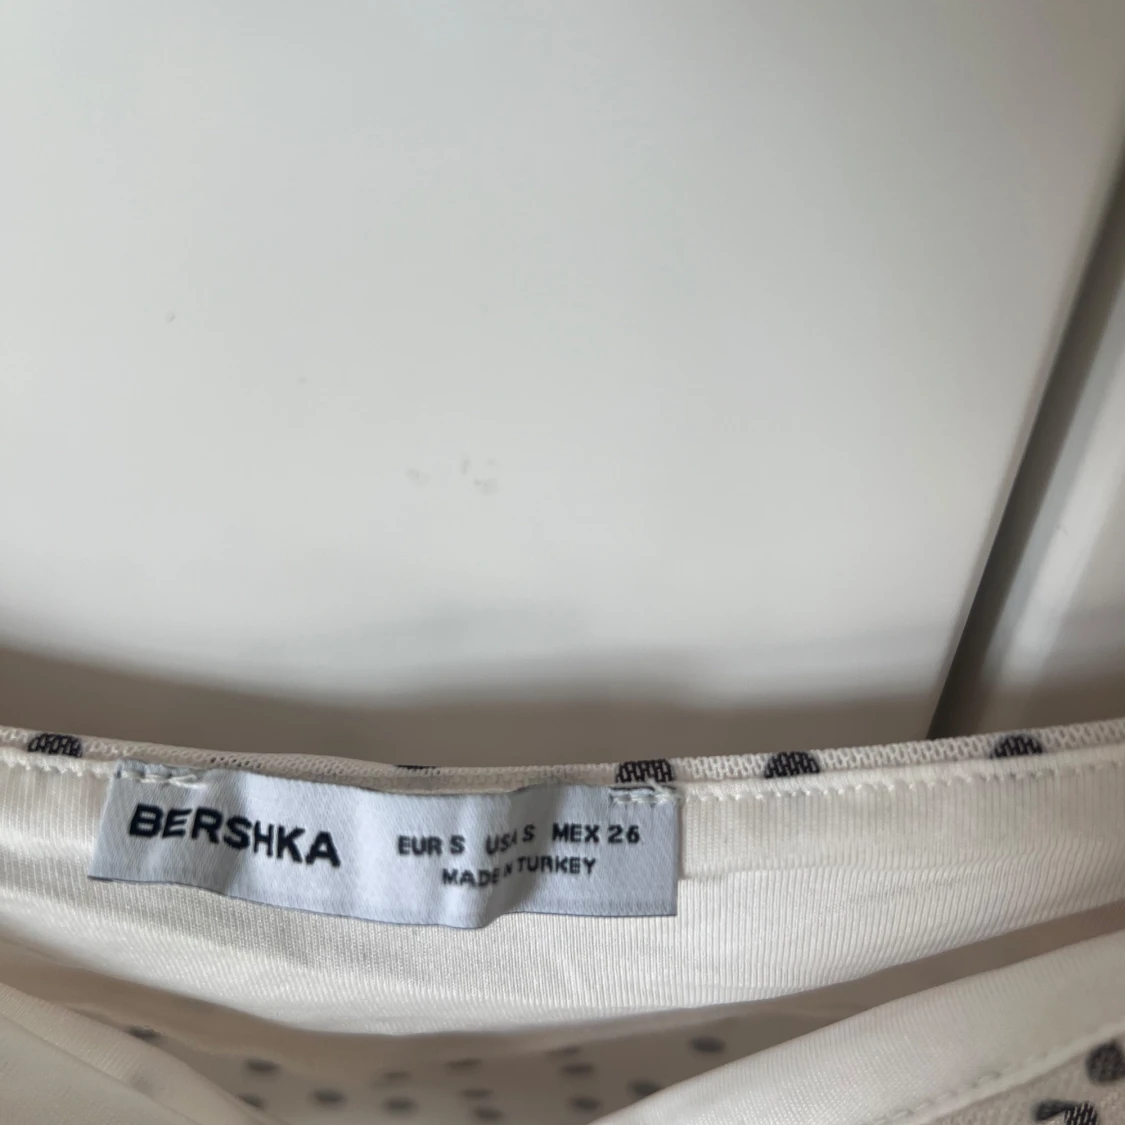 BERSHKA
EUR S USA S MEX 26
MADE IN TURKEY